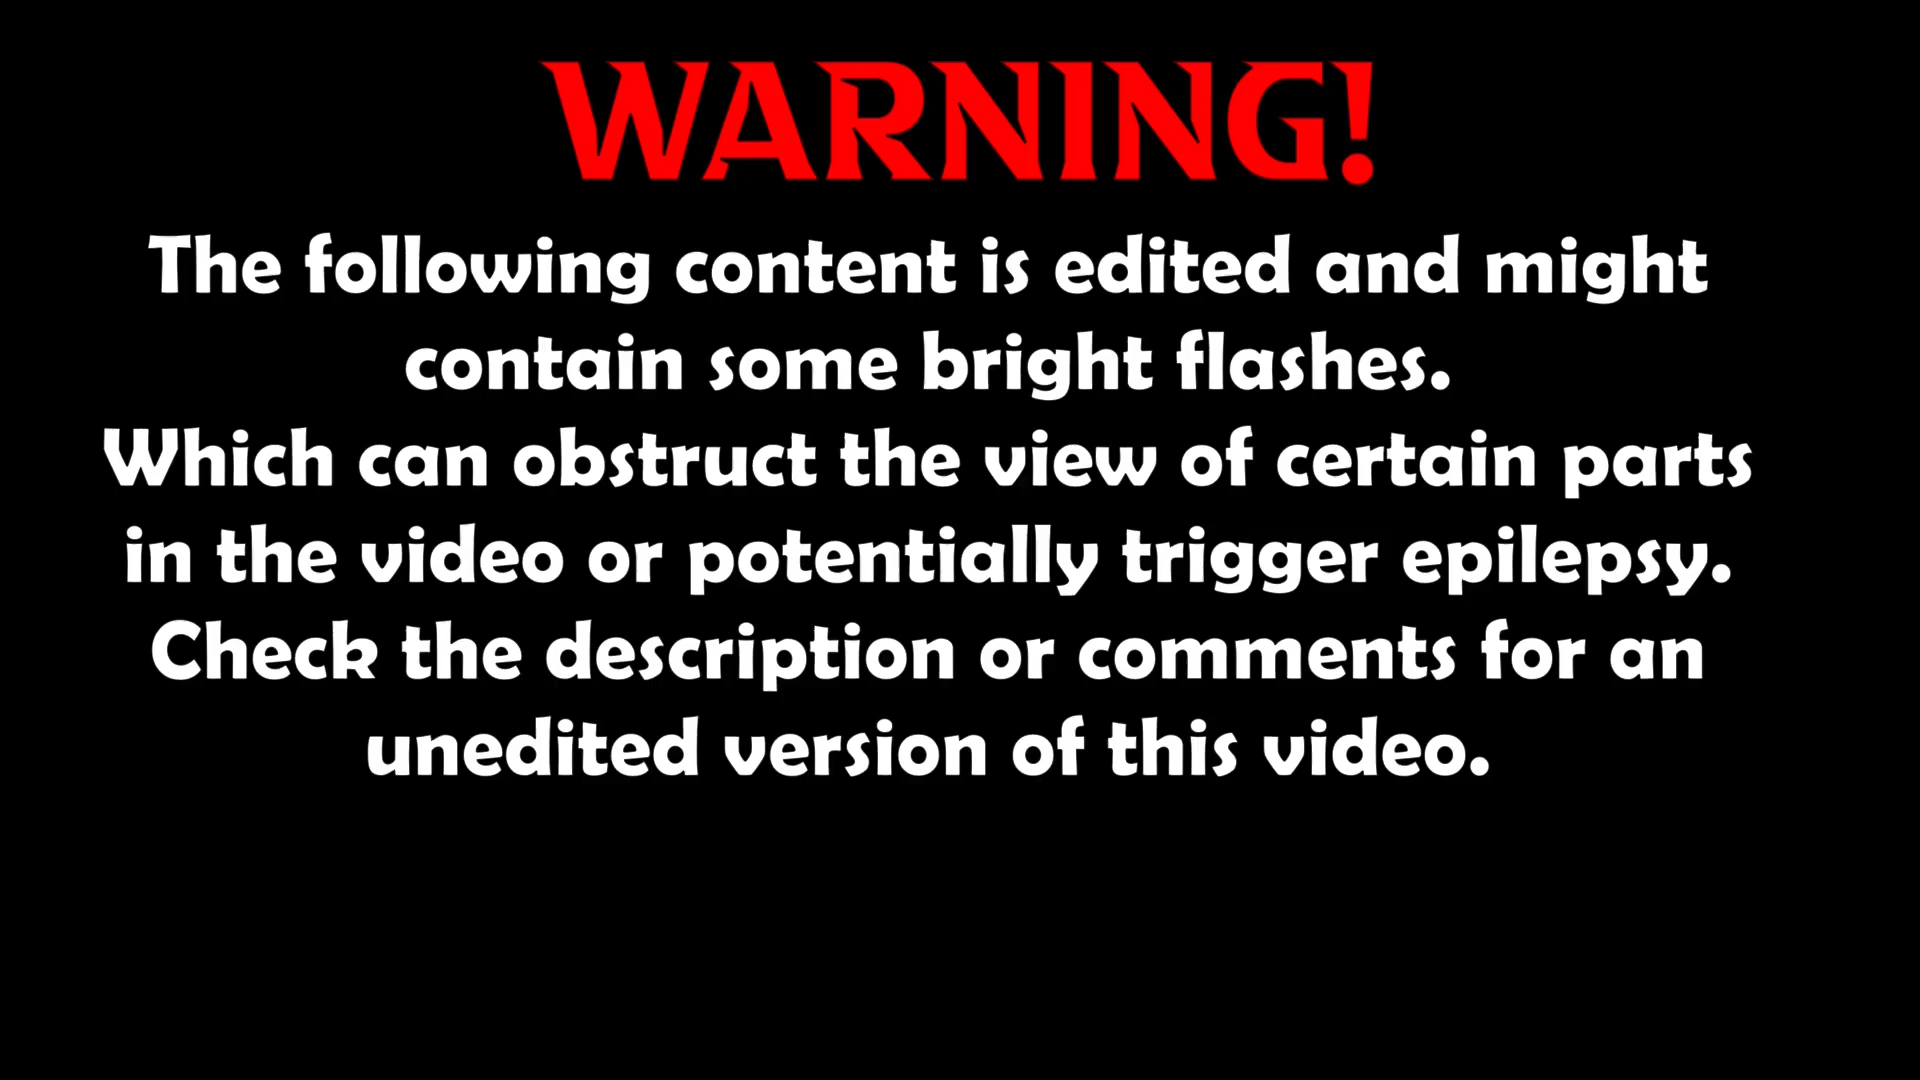 WARNING!
The following content is edited and might
contain some bright flashes.
Which can obstruct the view of certain parts
in the video or potentially trigger epilepsy.
Check the description or comments for an
unedited version of this video.